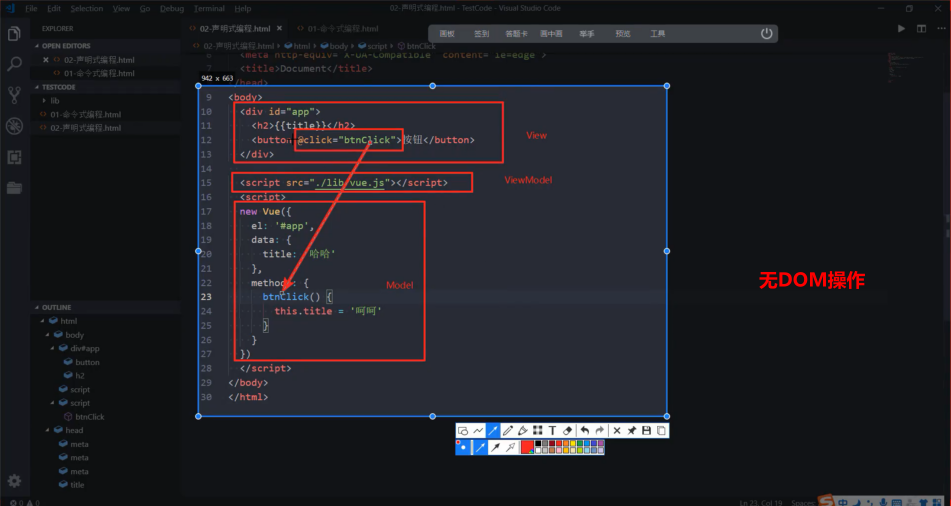 File Edit Selection View Go Debug Terminal Help
02-声明式编程.html - TestCode - Visual Studio Code
EXPLORER
OPEN EDITORS
02-声明式编程.html
01-命令式编程.html
TESTCODE
lib
01-命令式编程.html
02-声明式编程.html
OUTLINE
html
body
div#app
button
h2
script
script
btnClick
head
meta
meta
meta
title
0 0
02-声明式编程.html
01-命令式编程.html
02-声明式编程.html html body script btnClick
画板 签到 答题卡 画中画 举手 预览 工具
6 <meta http-equiv="X-UA-Compatible" content="ie=edge">
7 <title>Document</title>
</head>
942 x 663
9 <body>
10 <div id="app">
11 <h2>{{title}}</h2>
12 <button @click="btnClick">按钮</button>
13 </div>
14
15 <script src="./lib/vue.js"></script>
16 <script>
17 new Vue({
18 el: '#app',
19 data: {
20 title: '哈哈'
21 },
22 methods: {
23 btnClick() {
24 this.title = '呵呵'
25 }
26 }
27 })
28 </script>
29 </body>
30 </html>
View
ViewModel
Model
无DOM操作
T
Ln 23, Col 19 Spaces:
中